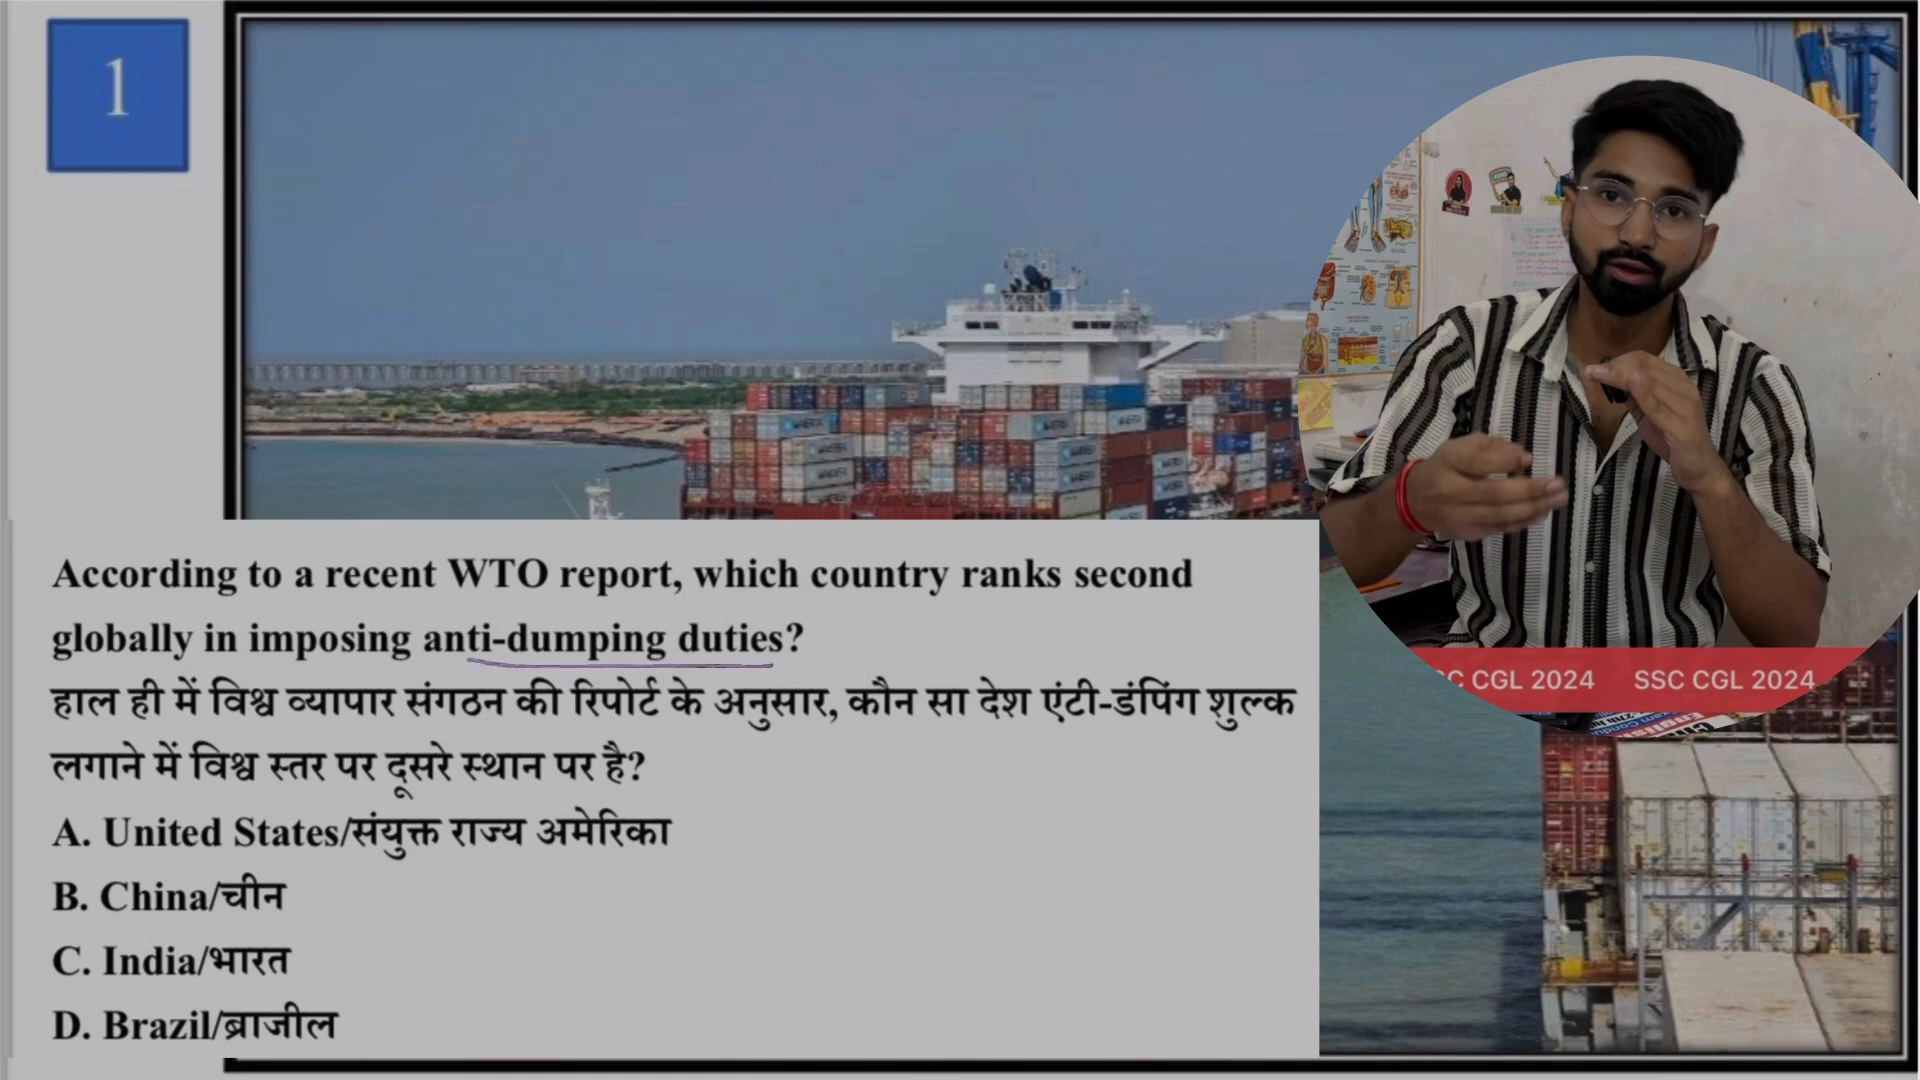 1
According to a recent WTO report, which country ranks second
globally in imposing anti-dumping duties?
हाल ही में विश्व व्यापार संगठन की रिपोर्ट के अनुसार, कौन सा देश एंटी-डंपिंग शुल्क
लगाने में विश्व स्तर पर दूसरे स्थान पर है?
A. United States/संयुक्त राज्य अमेरिका
B. China/चीन
C. India/भारत
D. Brazil/ब्राजील
C CGL 2024 SSC CGL 2024